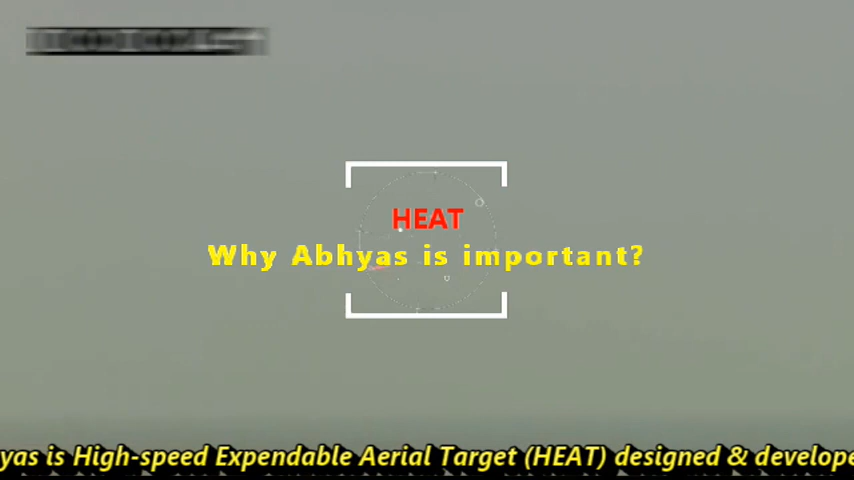 HEAT
Why Abhyas is important?
yas is High-speed Expendable Aerial Target (HEAT) designed & develope